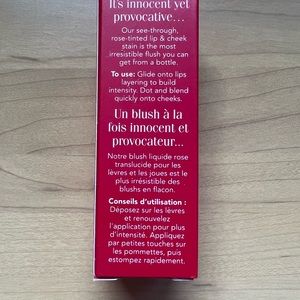 It's innocent yet
provocative...
Our see-through,
rose-tinted lip & cheek
stain is the most
irresistible flush you can
get from a bottle.
To use: Glide onto lips
layering to build
intensity. Dot and blend
quickly onto cheeks.
Un blush à la
fois innocent et
provocateur...
Notre blush liquide rose
translucide pour les
lèvres et les joues est le
plus irrésistible des
blushs en flacon.
Conseils d'utilisation :
Déposez sur les lèvres
et renouvelez
l'application pour plus
d'intensité. Appliquez
par petites touches sur
les pommettes, puis
estompez rapidement.